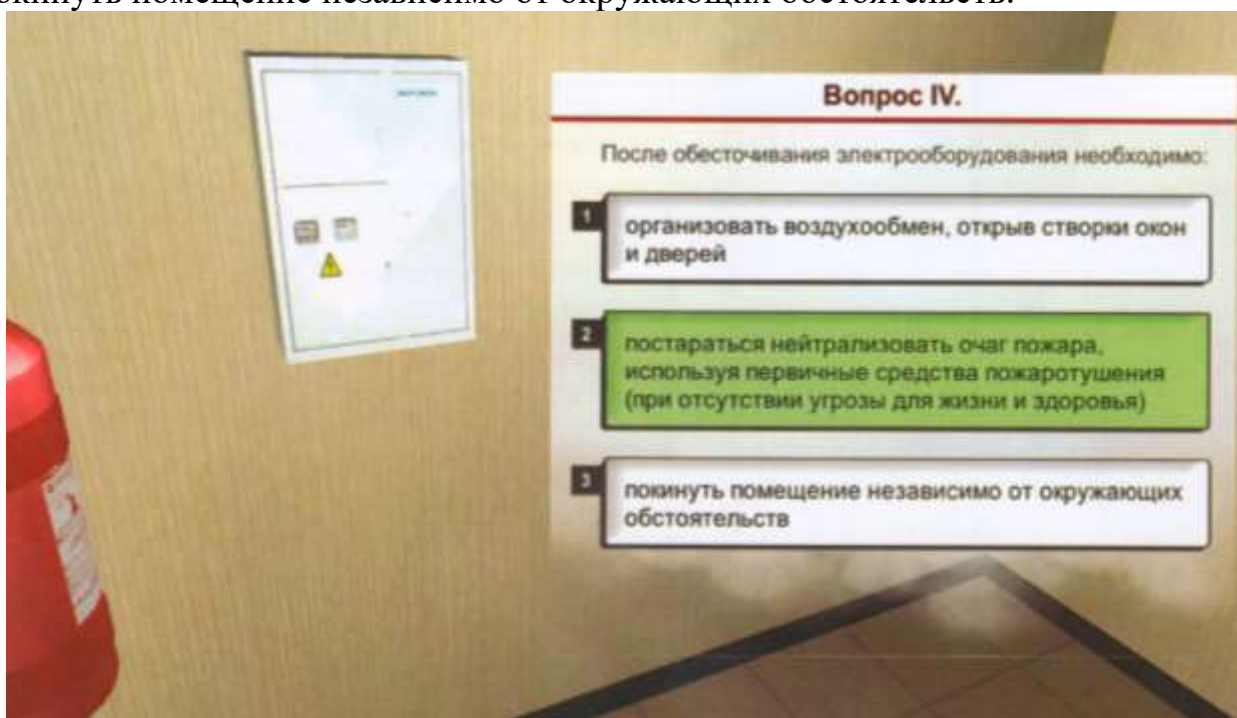 покинуть помещение независимо от окружающих обстоятельств.
Вопрос IV.
После обесточивания электрооборудования необходимо:
1
организовать воздухообмен, открыв створки окон
и дверей
2
постараться нейтрализовать очаг пожара,
используя первичные средства пожаротушения
(при отсутствии угрозы для жизни и здоровья)
3
покинуть помещение независимо от окружающих
обстоятельств